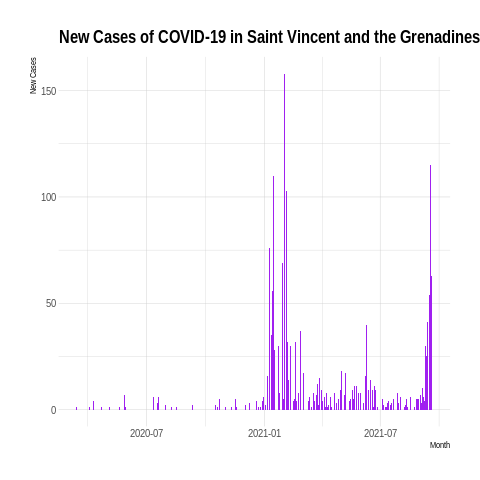 New Cases of COVID-19 in Saint Vincent and the Grenadines
New Cases
150
100
50
0
2020-07 2021-01 2021-07
Month